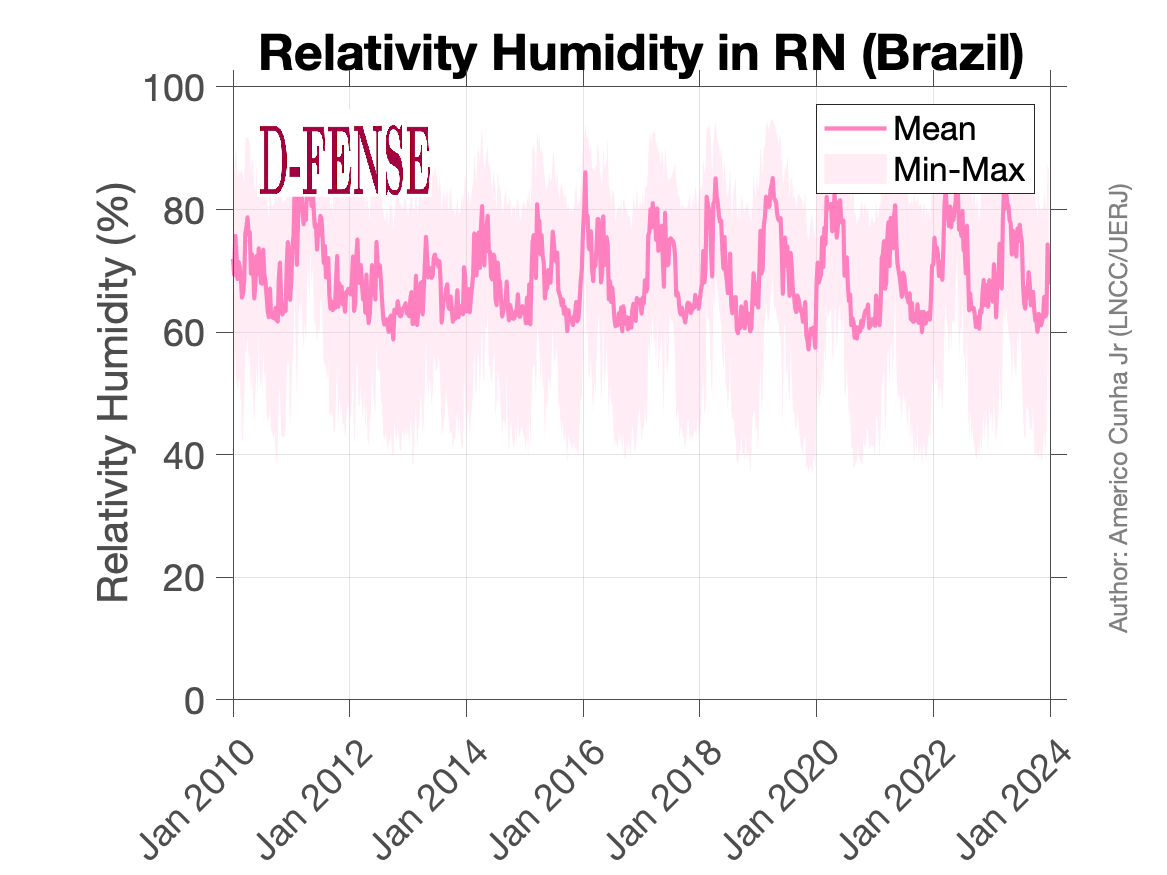 Relativity Humidity in RN (Brazil)
D-FENSE
Mean
Min-Max
Relativity Humidity (%)
100
80
60
40
20
0
Jan 2010
Jan 2012
Jan 2014
Jan 2016
Jan 2018
Jan 2020
Jan 2022
Jan 2024
Author: Americo Cunha Jr (LNCC/UERJ)